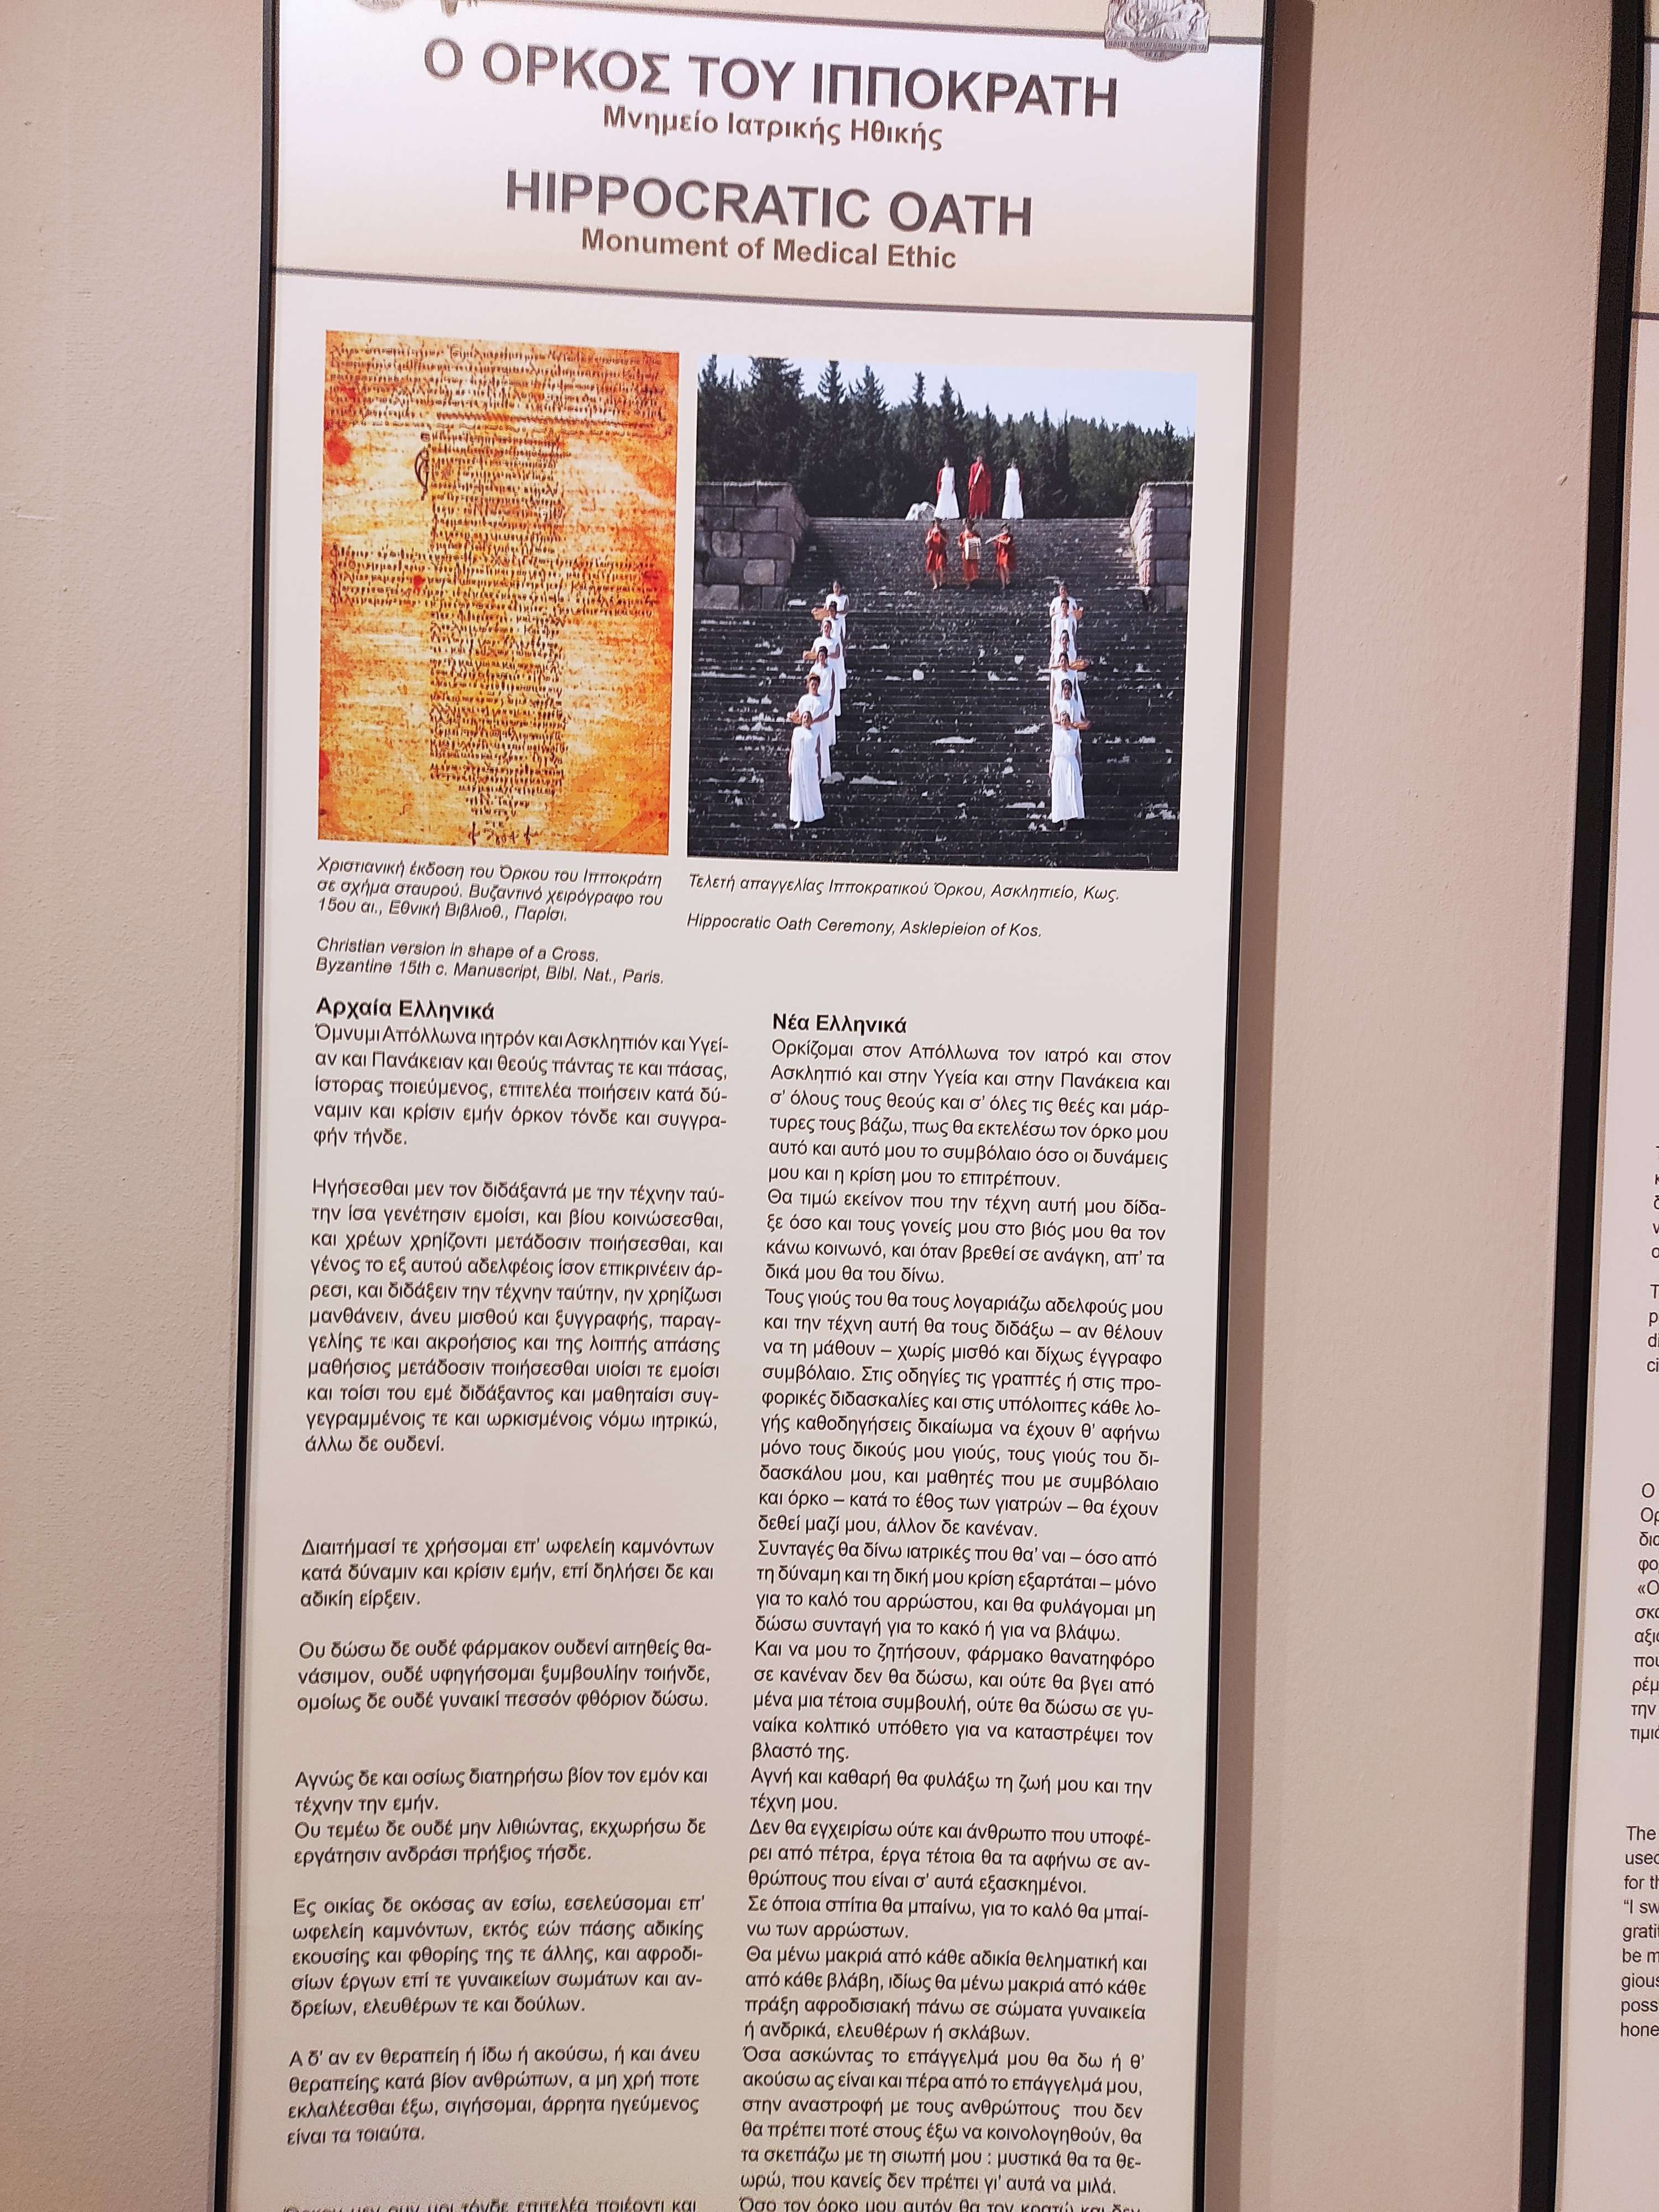 Ο ΟΡΚΟΣ ΤΟΥ ΙΠΠΟΚΡΑΤΗ
Μνημείο Ιατρικής Ηθικής
HIPPOCRATIC OATH
Monument of Medical Ethic
Χριστιανική έκδοση του Όρκου του Ιπποκράτη
σε σχήμα σταυρού. Βυζαντινό χειρόγραφο του
15ου αι., Εθνική Βιβλιοθ., Παρίσι.
Christian version in shape of a Cross.
Byzantine 15th c. Manuscript, Bibl. Nat., Paris.
Τελετή απαγγελίας Ιπποκρατικού Όρκου, Ασκληπιείο, Κως.
Hippocratic Oath Ceremony, Asklepieion of Kos.
Αρχαία Ελληνικά
Όμνυμι Απόλλωνα ιητρόν και Ασκληπιόν και Υγεί-
αν και Πανάκειαν και θεούς πάντας τε και πάσας,
ίστορας ποιεύμενος, επιτελέα ποιήσειν κατά δύ-
ναμιν και κρίσιν εμήν όρκον τόνδε και συγγρα-
φήν τήνδε.
Ηγήσεσθαι μεν τον διδάξαντά με την τέχνην ταύ-
την ίσα γενέτησιν εμοίσι, και βίου κοινώσεσθαι,
και χρέων χρηίζοντι μετάδοσιν ποιήσεσθαι, και
γένος το εξ αυτού αδελφέοις ίσον επικρινέειν άρ-
ρεσι, και διδάξειν την τέχνην ταύτην, ην χρηίζωσι
μανθάνειν, άνευ μισθού και ξυγγραφής, παραγ-
γελίης τε και ακροήσιος και της λοιπής απάσης
μαθήσιος μετάδοσιν ποιήσεσθαι υιοίσι τε εμοίσι
και τοίσι του εμέ διδάξαντος και μαθηταίσι συγ-
γεγραμμένοις τε και ωρκισμένοις νόμω ιητρικώ,
άλλω δε ουδενί.
Διαιτήμασί τε χρήσομαι επ' ωφελείη καμνόντων
κατά δύναμιν και κρίσιν εμήν, επί δηλήσει δε και
αδικίη είρξειν.
Ου δώσω δε ουδέ φάρμακον ουδενί αιτηθείς θα-
νάσιμον, ουδέ υφηγήσομαι ξυμβουλίην τοιήνδε,
ομοίως δε ουδέ γυναικί πεσσόν φθόριον δώσω.
Αγνώς δε και οσίως διατηρήσω βίον τον εμόν και
τέχνην την εμήν.
Ου τεμέω δε ουδέ μην λιθιώντας, εκχωρήσω δε
εργάτησιν ανδράσι πρήξιος τήσδε.
Ες οικίας δε οκόσας αν εσίω, εσελεύσομαι επ'
ωφελείη καμνόντων, εκτός εών πάσης αδικίης
εκουσίης και φθορίης της τε άλλης, και αφροδι-
σίων έργων επί τε γυναικείων σωμάτων και αν-
δρείων, ελευθέρων τε και δούλων.
Α δ' αν εν θεραπείη ή ίδω ή ακούσω, ή και άνευ
θεραπείης κατά βίον ανθρώπων, α μη χρή ποτε
εκλαλέεσθαι έξω, σιγήσομαι, άρρητα ηγεύμενος
είναι τα τοιαύτα.
μοι τόνδε επιτελέα ποιέοντι και
Νέα Ελληνικά
Ορκίζομαι στον Απόλλωνα τον ιατρό και στον
Ασκληπιό και στην Υγεία και στην Πανάκεια και
σ' όλους τους θεούς και σ' όλες τις θεές και μάρ-
τυρες τους βάζω, πως θα εκτελέσω τον όρκο μου
αυτό και αυτό μου το συμβόλαιο όσο οι δυνάμεις
μου και η κρίση μου το επιτρέπουν.
Θα τιμώ εκείνον που την τέχνη αυτή μου δίδα-
ξε όσο και τους γονείς μου στο βιός μου θα τον
κάνω κοινωνό, και όταν βρεθεί σε ανάγκη, απ' τα
δικά μου θα του δίνω.
Τους γιούς του θα τους λογαριάζω αδελφούς μου
και την τέχνη αυτή θα τους διδάξω – αν θέλουν
να τη μάθουν – χωρίς μισθό και δίχως έγγραφο
συμβόλαιο. Στις οδηγίες τις γραπτές ή στις προ-
φορικές διδασκαλίες και στις υπόλοιπες κάθε λο-
γής καθοδηγήσεις δικαίωμα να έχουν θ' αφήνω
μόνο τους δικούς μου γιούς, τους γιούς του δι-
δασκάλου μου, και μαθητές που με συμβόλαιο
και όρκο – κατά το έθος των γιατρών – θα έχουν
δεθεί μαζί μου, άλλον δε κανέναν.
Συνταγές θα δίνω ιατρικές που θα' ναι – όσο από
τη δύναμη και τη δική μου κρίση εξαρτάται – μόνο
για το καλό του αρρώστου, και θα φυλάγομαι μη
δώσω συνταγή για το κακό ή για να βλάψω.
Και να μου το ζητήσουν, φάρμακο θανατηφόρο
σε κανέναν δεν θα δώσω, και ούτε θα βγει από
μένα μια τέτοια συμβουλή, ούτε θα δώσω σε γυ-
ναίκα κολπικό υπόθετο για να καταστρέψει τον
βλαστό της.
Αγνή και καθαρή θα φυλάξω τη ζωή μου και την
τέχνη μου.
Δεν θα εγχειρίσω ούτε και άνθρωπο που υποφέ-
ρει από πέτρα, έργα τέτοια θα τα αφήνω σε αν-
θρώπους που είναι σ' αυτά εξασκημένοι.
Σε όποια σπίτια θα μπαίνω, για το καλό θα μπαί-
νω των αρρώστων.
Θα μένω μακριά από κάθε αδικία θεληματική και
από κάθε βλάβη, ιδίως θα μένω μακριά από κάθε
πράξη αφροδισιακή πάνω σε σώματα γυναικεία
ή ανδρικά, ελευθέρων ή σκλάβων.
Όσα ασκώντας το επάγγελμά μου θα δω ή θ'
ακούσω ας είναι και πέρα από το επάγγελμά μου,
στην αναστροφή με τους ανθρώπους που δεν
θα πρέπει ποτέ στους έξω να κοινολογηθούν, θα
τα σκεπάζω με τη σιωπή μου : μυστικά θα τα θε-
ωρώ, που κανείς δεν πρέπει γι' αυτά να μιλά.
Όσο τον όρκο μου αυτόν θα τον κρατώ και δεν
The
used
for th
“I sw
be m